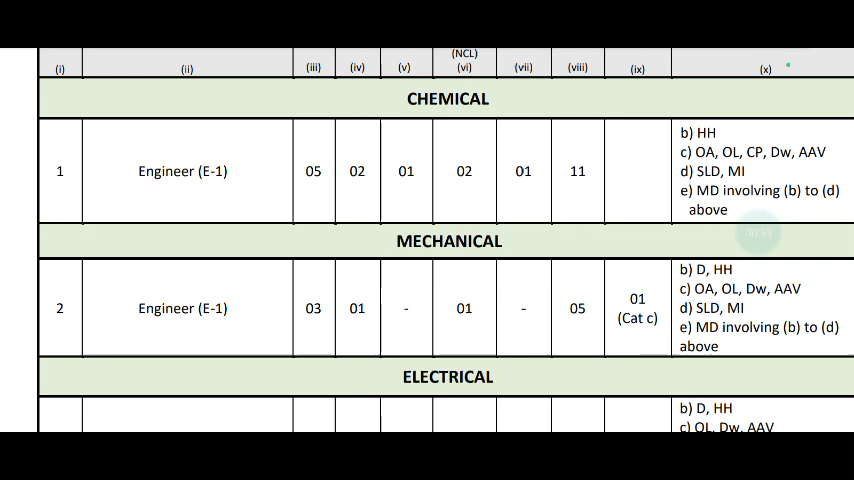 (NCL)
(i) (ii) (iii) (iv) (v) (vi) (vii) (viii) (ix) (x)
CHEMICAL
1 Engineer (E-1) 05 02 01 02 01 11
b) HH
c) OA, OL, CP, Dw, AAV
d) SLD, MI
e) MD involving (b) to (d)
above
00:53
MECHANICAL
2 Engineer (E-1) 03 01 - 01 - 05 01
(Cat c)
b) D, HH
c) OA, OL, Dw, AAV
d) SLD, MI
e) MD involving (b) to (d)
above
ELECTRICAL
b) D, HH
c) OL, Dw, AAV